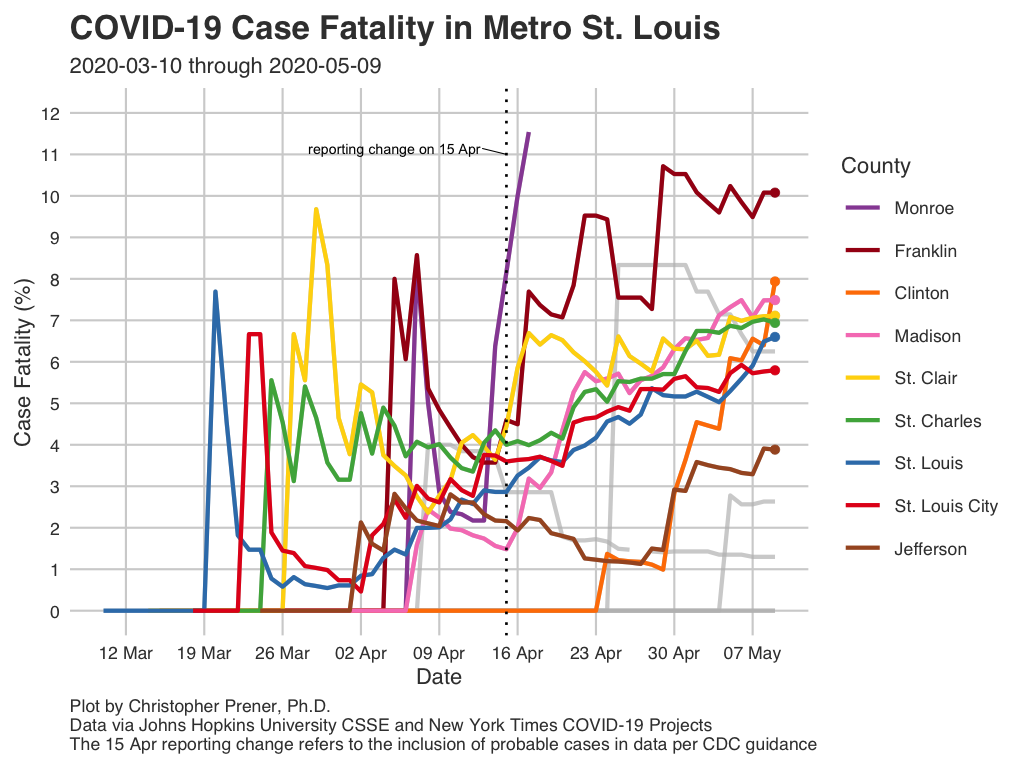 COVID-19 Case Fatality in Metro St. Louis
2020-03-10 through 2020-05-09
12
11
10
9
8
7
6
5
4
3
2
1
0
Case Fatality (%)
reporting change on 15 Apr
12 Mar 19 Mar 26 Mar 02 Apr 09 Apr 16 Apr 23 Apr 30 Apr 07 May
Date
County
Monroe
Franklin
Clinton
Madison
St. Clair
St. Charles
St. Louis
St. Louis City
Jefferson
Plot by Christopher Prener, Ph.D.
Data via Johns Hopkins University CSSE and New York Times COVID-19 Projects
The 15 Apr reporting change refers to the inclusion of probable cases in data per CDC guidance